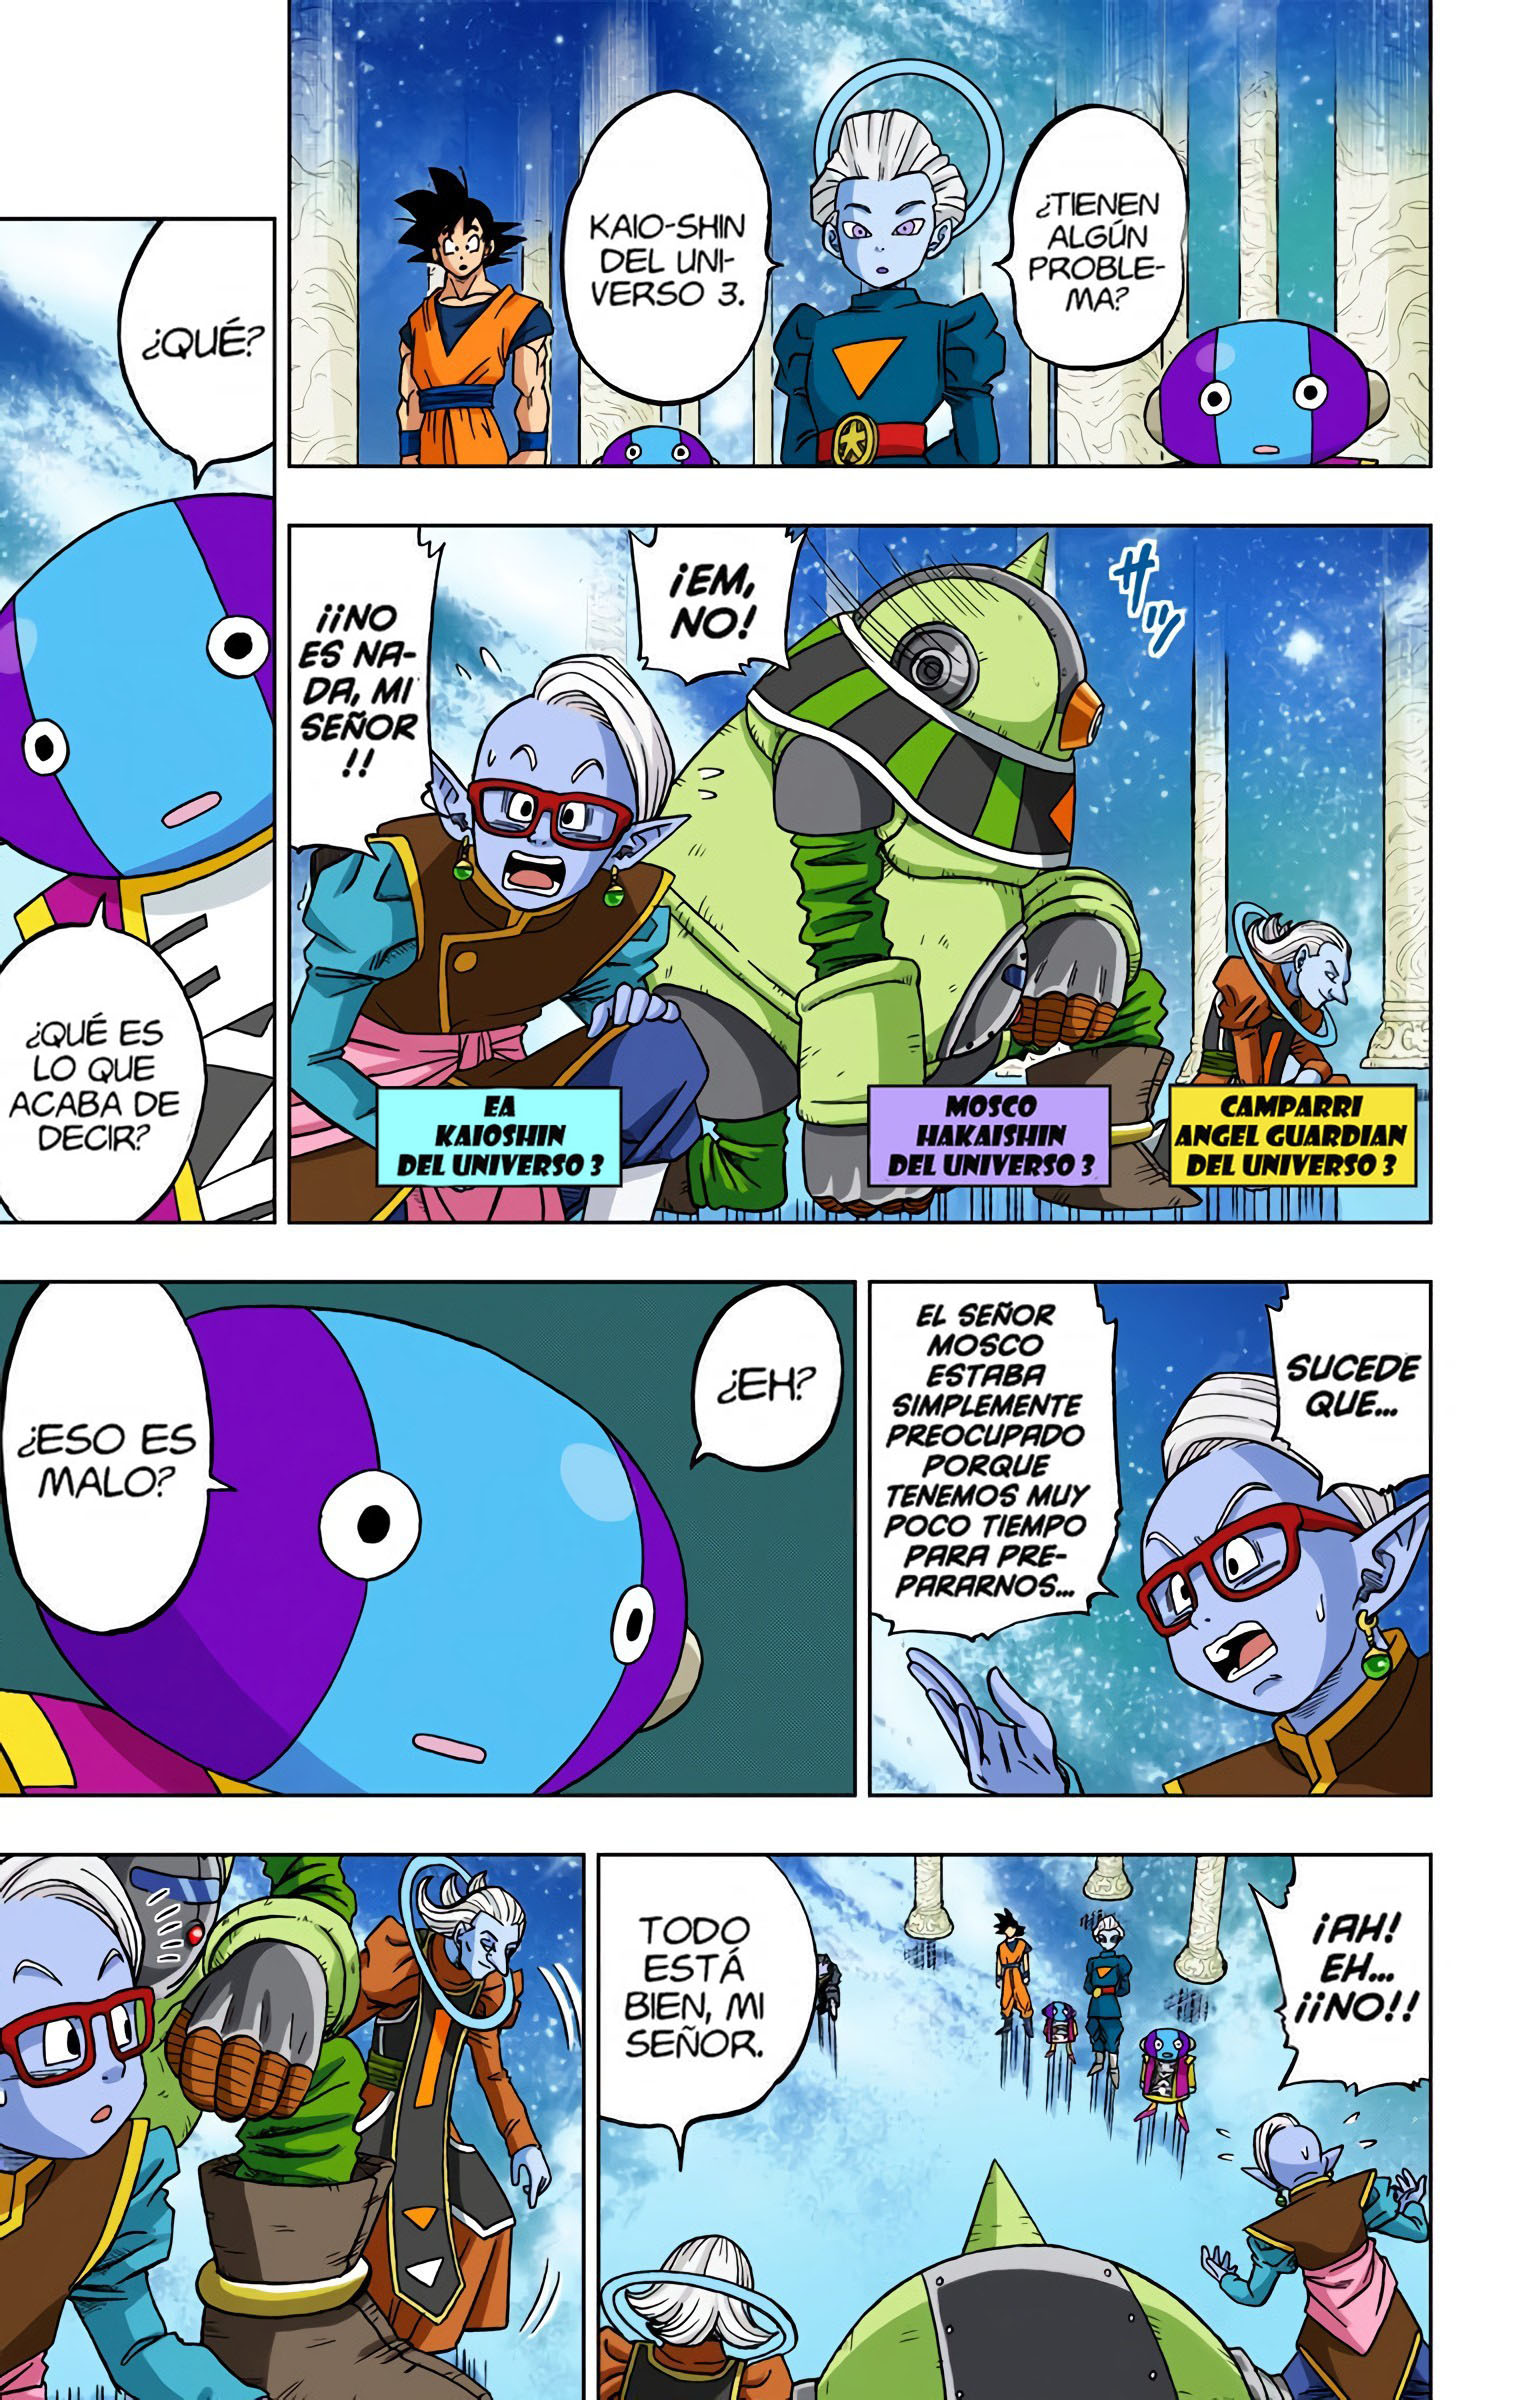 ¿TIENEN
ALGÚN
PROBLE-
MA?
KAIO-SHIN
DEL UNI-
VERSO 3.
ザッ
¡EM,
NO!
¡¡NO
ES NA-
DA, MI
SEÑOR
!!
EA
KAIOSHIN
DEL UNIVERSO 3
MOSCO
HAKAISHIN
DEL UNIVERSO 3
CAMPARRI
ANGEL GUARDIAN
DEL UNIVERSO 3
¿QUÉ?
¿QUÉ ES
LO QUE
ACABA DE
DECIR?
SUCEDE
QUE...
EL SEÑOR
MOSCO
ESTABA
SIMPLEMENTE
PREOCUPADO
PORQUE
TENEMOS MUY
POCO TIEMPO
PARA PRE-
PARARNOS...
¿EH?
¿ESO ES
MALO?
¡AH!
EH...
¡¡NO!!
TODO
ESTÁ
BIEN, MI
SEÑOR.